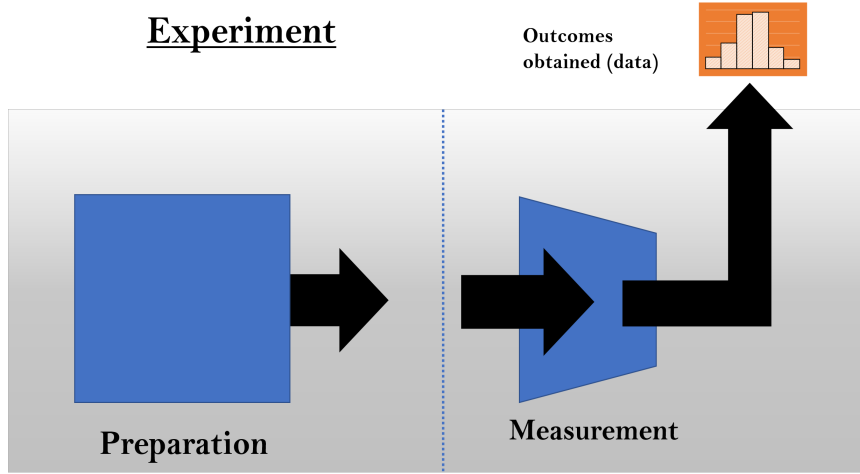 Experiment
Outcomes
obtained (data)
Preparation
Measurement